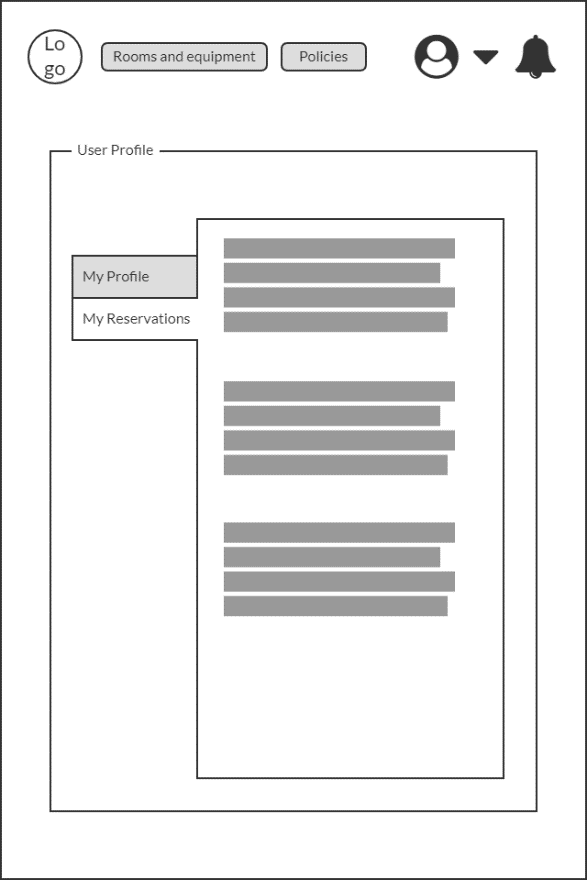 Lo
go
Rooms and equipment
Policies
User Profile
My Profile
My Reservations